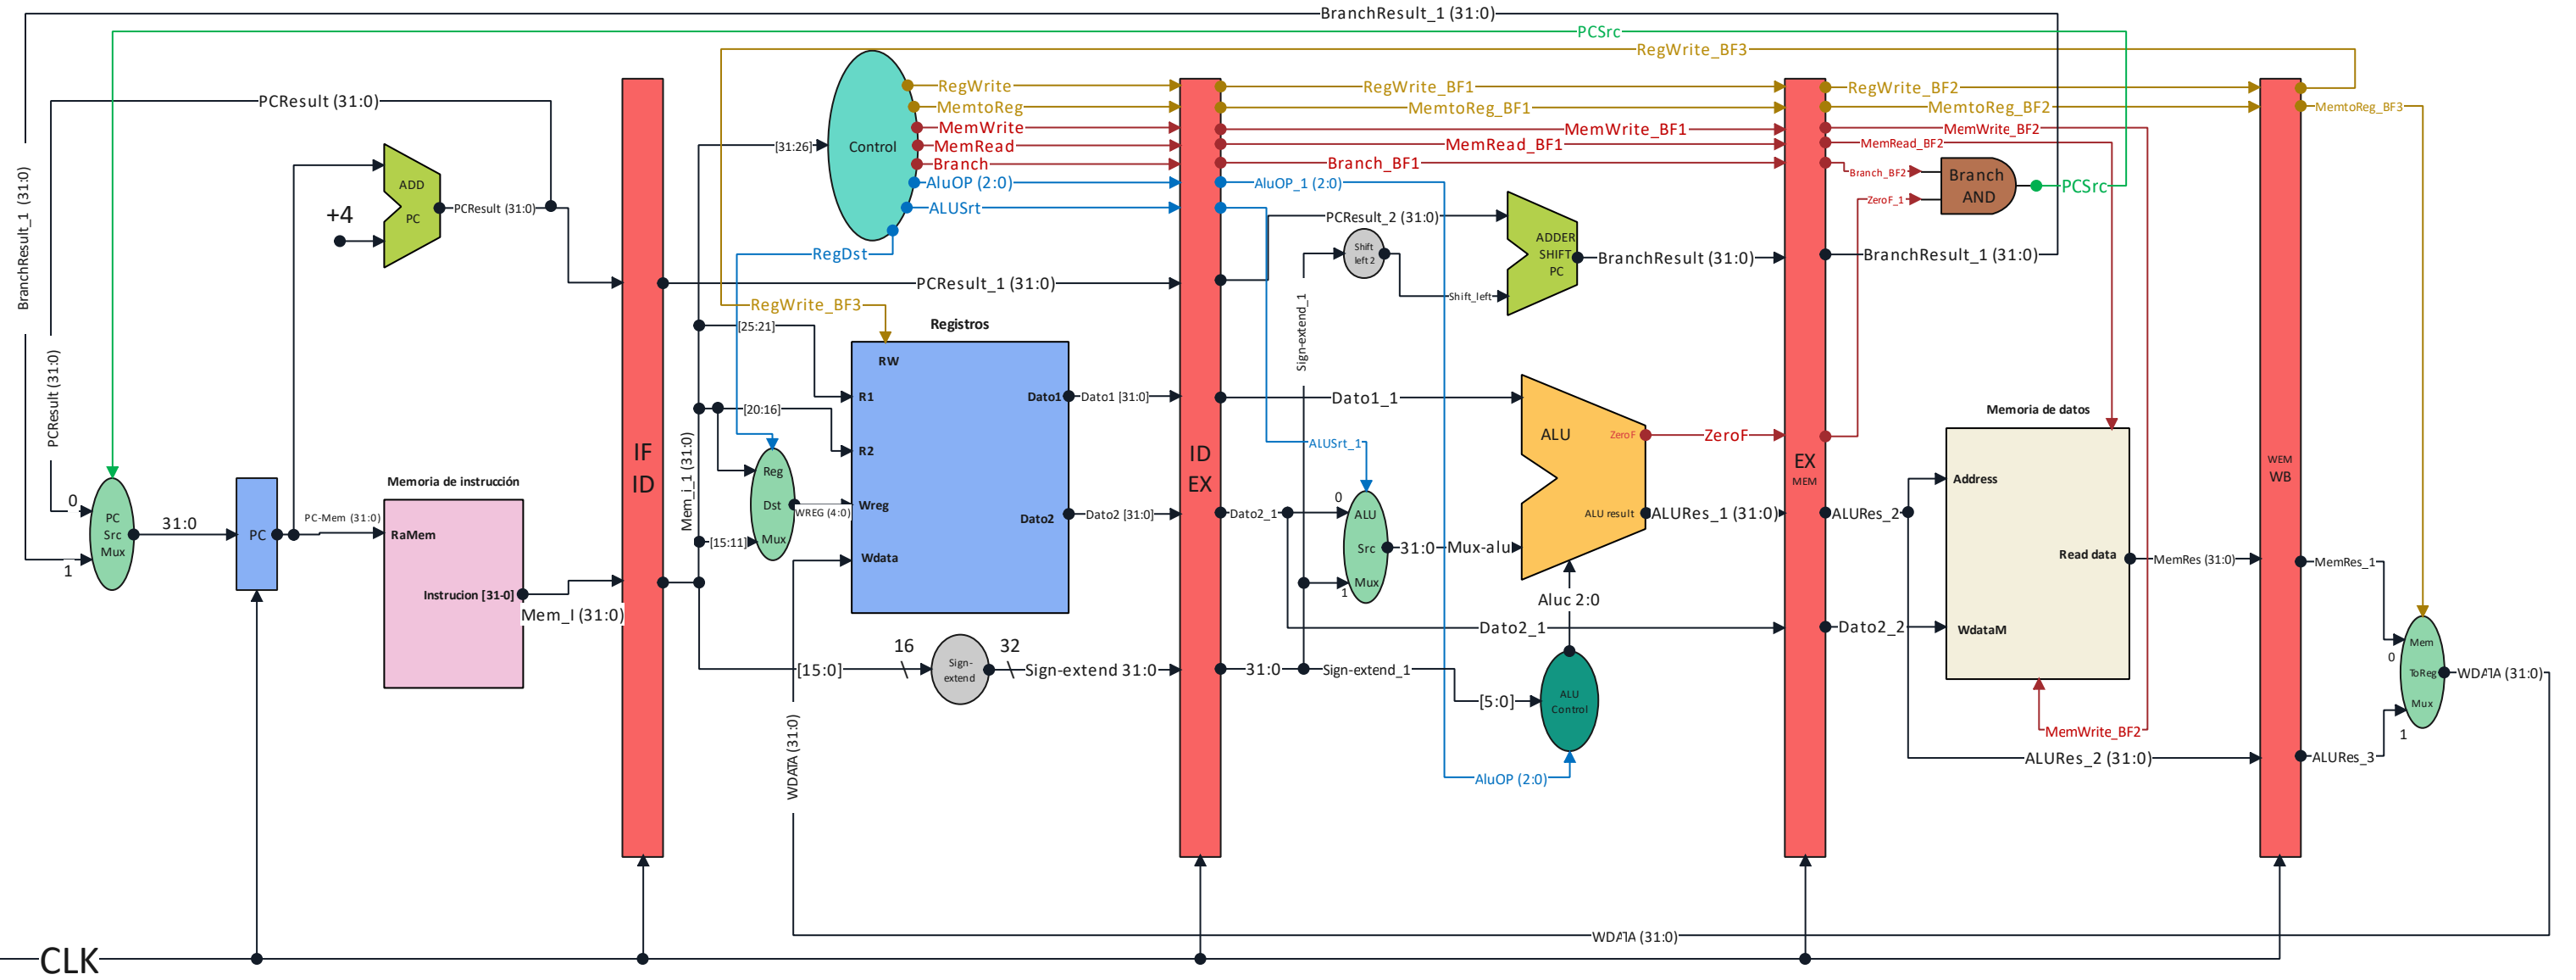 BranchResult_1 (31:0)
PCSrc
RegWrite_BF3
PCResult (31:0)
BranchResult_1 (31:0)
PCResult (31:0)
ADD
PC
+4
PCResult (31:0)
0
1
PC
Src
Mux
31:0
PC
PC-Mem (31:0)
Memoria de instrucción
RaMem
Instrucion [31-0]
Mem_I (31:0)
IF
ID
[31:26]
Control
RegWrite
MemtoReg
MemWrite
MemRead
Branch
AluOP (2:0)
ALUSrt
RegDst
PCResult_1 (31:0)
RegWrite_BF3
[25:21]
Registros
RW
R1
R2
Wreg
Wdata
Dato1
Dato2
[20:16]
Mem_i_1 (31:0)
Reg
Dst
Mux
WREG (4:0)
[15:11]
Dato1 [31:0]
Dato2 [31:0]
[15:0]
16
Sign-
extend
32
Sign-extend 31:0
WDATA (31:0)
ID
EX
RegWrite_BF1
MemtoReg_BF1
MemWrite_BF1
MemRead_BF1
Branch_BF1
AluOP_1 (2:0)
PCResult_2 (31:0)
Shift
left 2
Shift_left
ADDER
SHIFT
PC
BranchResult (31:0)
Sign-extend_1
Dato1_1
ALUSrt_1
Dato2_1
0
ALU
Src
Mux
1
31:0
Mux-alu
ALU
ZeroF
ALU result
ZeroF
ALURes_1 (31:0)
Aluc 2:0
Dato2_1
31:0
Sign-extend_1
[5:0]
ALU
Control
AluOP (2:0)
EX
MEM
RegWrite_BF2
MemtoReg_BF2
MemWrite_BF2
MemRead_BF2
Branch_BF2
ZeroF_1
Branch
AND
PCSrc
BranchResult_1 (31:0)
Memoria de datos
Address
Read data
WdataM
ALURes_2
Dato2_2
MemRes (31:0)
MemWrite_BF2
ALURes_2 (31:0)
WEM
WB
MemtoReg_BF3
MemRes_1
ALURes_3
Mem
0
ToReg
Mux
1
WDATA (31:0)
WDATA (31:0)
CLK